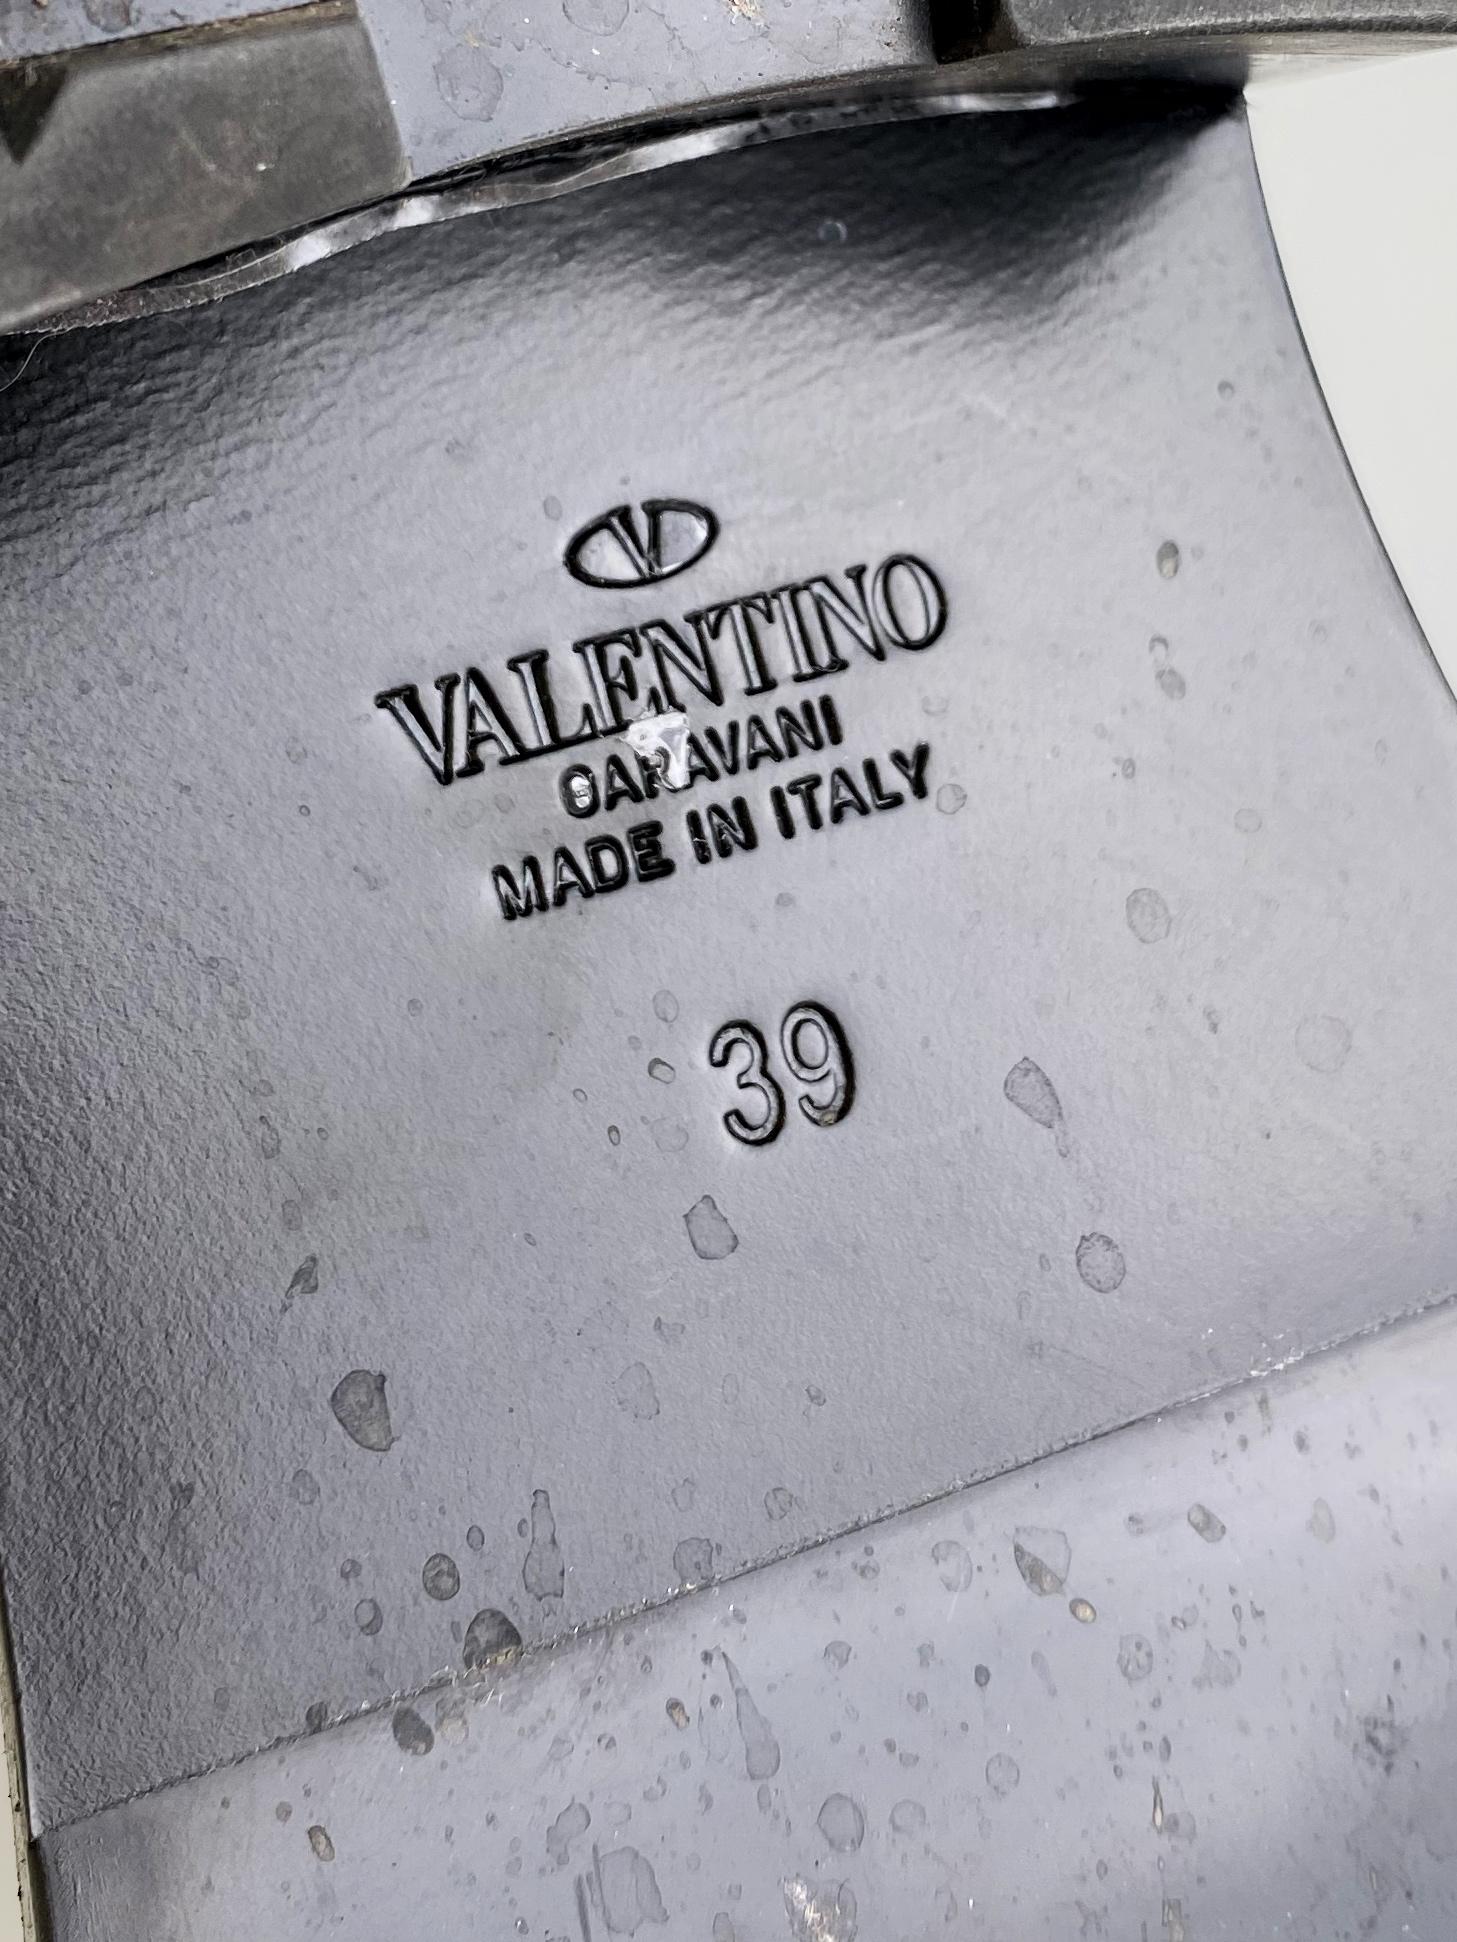 V
VALENTINO
GARAVANI
MADE IN ITALY
39